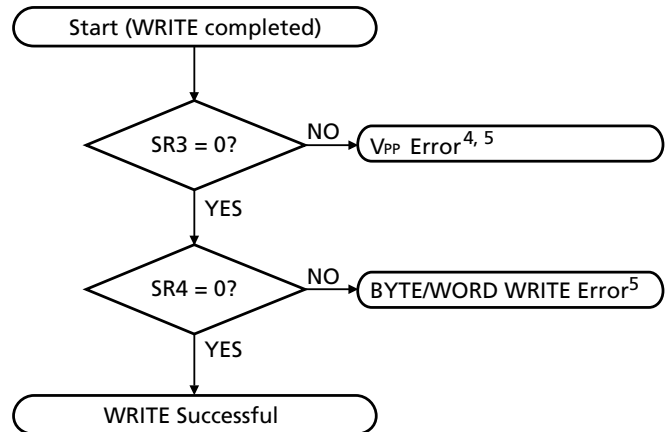 Start (WRITE completed)
SR3 = 0?
NO
VPP Error4, 5
YES
SR4 = 0?
NO
BYTE/WORD WRITE Error5
YES
WRITE Successful